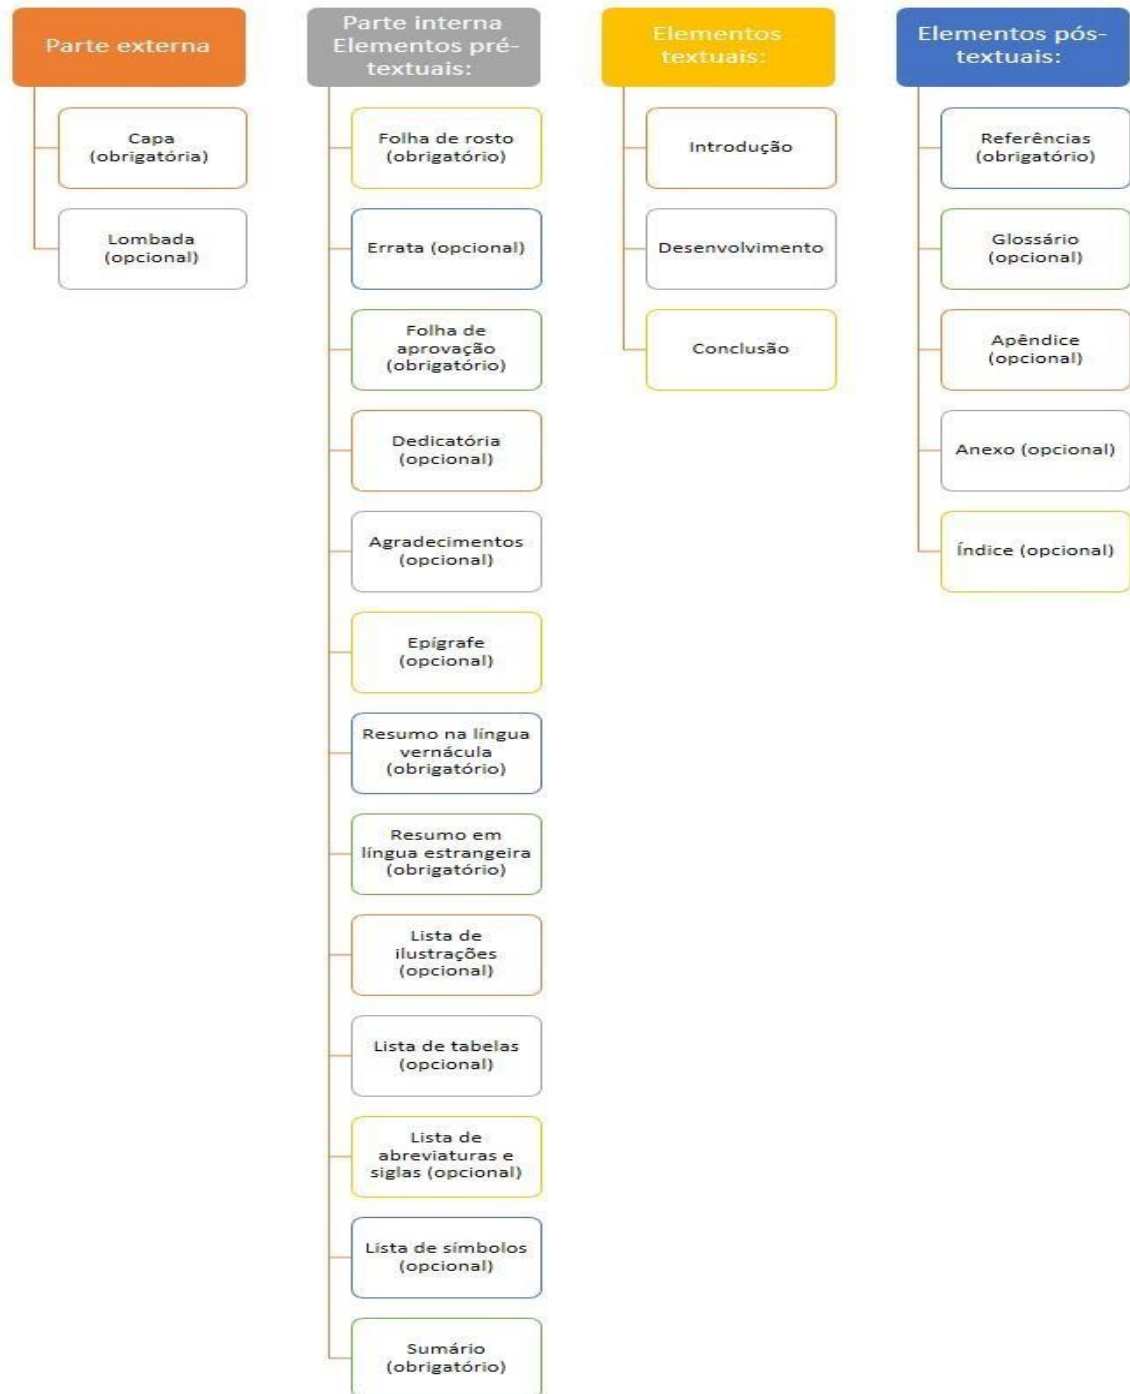 Parte externa
Capa
(obrigatória)
Lombada
(opcional)
Parte interna
Elementos pré-
textuais:
Folha de rosto
(obrigatório)
Errata (opcional)
Folha de
aprovação
(obrigatório)
Dedicatória
(opcional)
Agradecimentos
(opcional)
Epígrafe
(opcional)
Resumo na língua
vernácula
(obrigatório)
Resumo em
língua estrangeira
(obrigatório)
Lista de
ilustrações
(opcional)
Lista de tabelas
(opcional)
Lista de
abreviaturas e
siglas (opcional)
Lista de símbolos
(opcional)
Sumário
(obrigatório)
Elementos
textuais:
Introdução
Desenvolvimento
Conclusão
Elementos pós-
textuais:
Referências
(obrigatório)
Glossário
(opcional)
Apêndice
(opcional)
Anexo (opcional)
Índice (opcional)